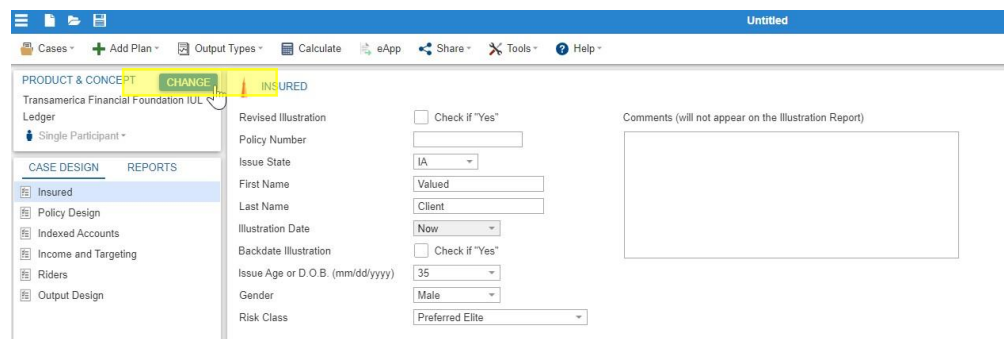 Untitled
Cases Add Plan Output Types Calculate eApp Share Tools Help
PRODUCT & CONCEPT CHANGE
Transamerica Financial Foundation IUL
Ledger
Single Participant
CASE DESIGN REPORTS
Insured
Policy Design
Indexed Accounts
Income and Targeting
Riders
Output Design
INSURED
Revised Illustration Check if "Yes"
Policy Number
Issue State IA
First Name Valued
Last Name Client
Illustration Date Now
Backdate Illustration Check if "Yes"
Issue Age or D.O.B. (mm/dd/yyyy) 35
Gender Male
Risk Class Preferred Elite
Comments (will not appear on the Illustration Report)